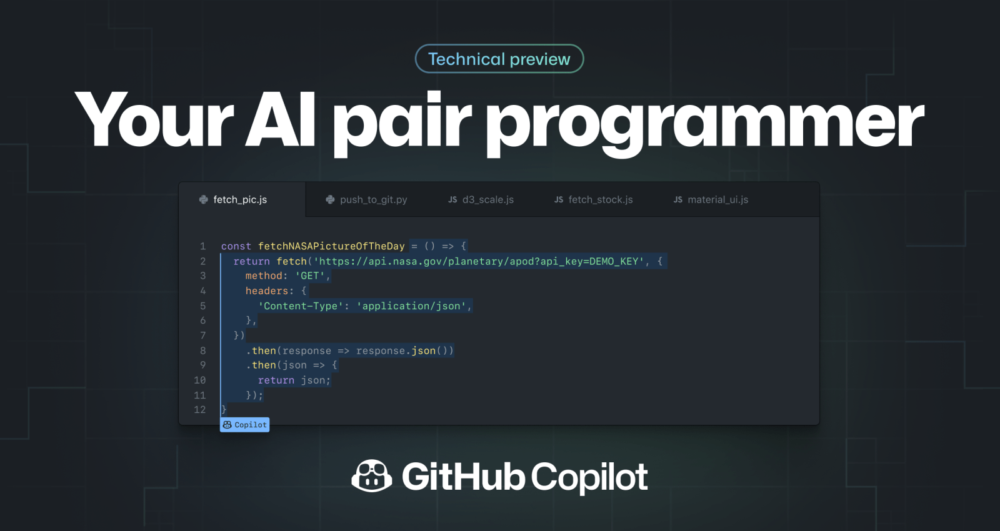 Technical preview
Your AI pair programmer
fetch_pic.js push_to_git.py JS d3_scale.js JS fetch_stock.js JS material_ui.js
1 const fetchNASAPictureOfTheDay = () => {
2 return fetch('https://api.nasa.gov/planetary/apod?api_key=DEMO_KEY', {
3 method: 'GET',
4 headers: {
5 'Content-Type': 'application/json',
6 },
7 })
8 .then(response => response.json())
9 .then(json => {
10 return json;
11 });
12 }
Copilot
GitHub Copilot